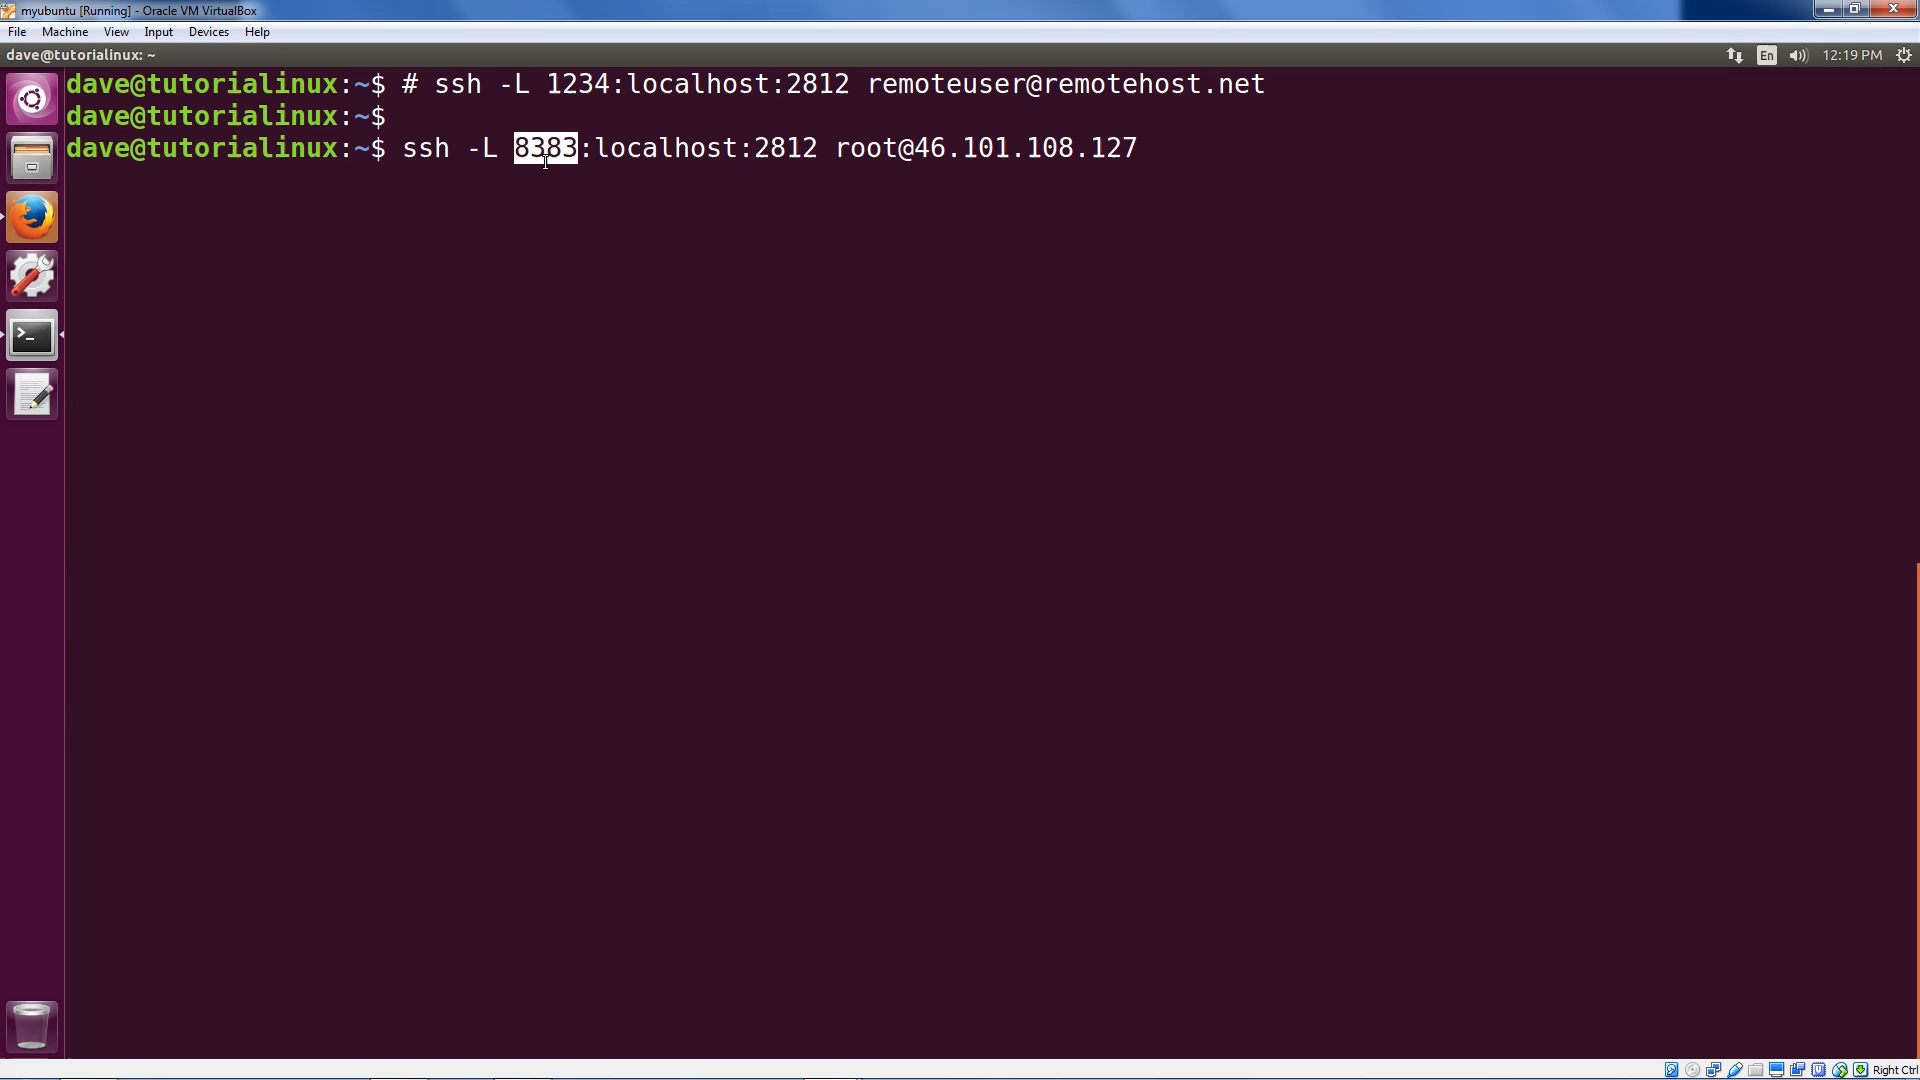 myubuntu [Running] - Oracle VM VirtualBox
File Machine View Input Devices Help
dave@tutorialinux: ~ En 12:19 PM
dave@tutorialinux:~$ # ssh -L 1234:localhost:2812 remoteuser@remotehost.net
dave@tutorialinux:~$
dave@tutorialinux:~$ ssh -L 8383:localhost:2812 root@46.101.108.127
Right Ctrl